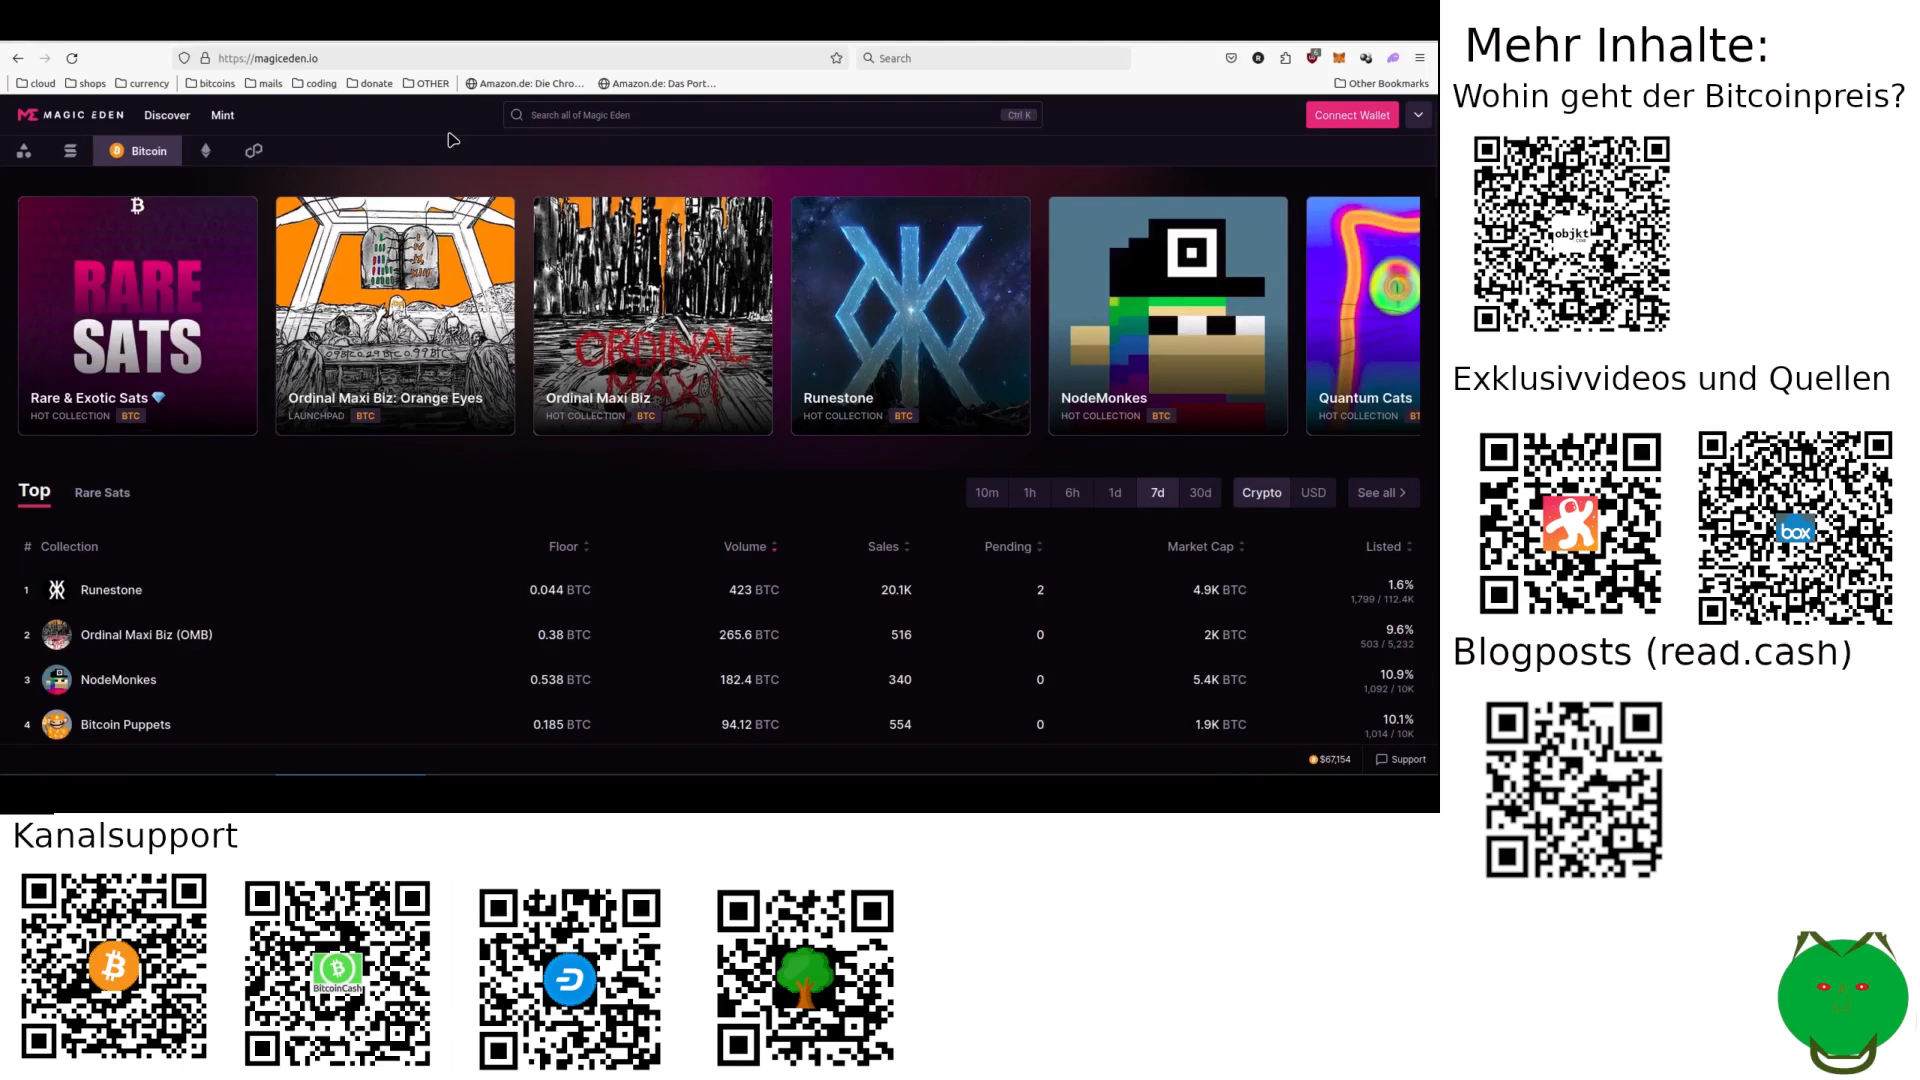 https://magiceden.io
Search
cloud shops currency bitcoins mails coding donate OTHER Amazon.de: Die Chro… Amazon.de: Das Port… Other Bookmarks
MAGIC EDEN Discover Mint Search all of Magic Eden Ctrl K Connect Wallet
Bitcoin
RARE
SATS
Rare & Exotic Sats
HOT COLLECTION BTC
Ordinal Maxi Biz: Orange Eyes
LAUNCHPAD BTC
ORDINAL
MAXI
Ordinal Maxi Biz
HOT COLLECTION BTC
Runestone
HOT COLLECTION BTC
NodeMonkes
HOT COLLECTION BTC
Quantum Cats
HOT COLLECTION BT
Top Rare Sats 10m 1h 6h 1d 7d 30d Crypto USD See all >
# Collection Floor Volume Sales Pending Market Cap Listed
1 Runestone 0.044 BTC 423 BTC 20.1K 2 4.9K BTC 1.6%
1,799 / 112.4K
2 Ordinal Maxi Biz (OMB) 0.38 BTC 265.6 BTC 516 0 2K BTC 9.6%
503 / 5,232
3 NodeMonkes 0.538 BTC 182.4 BTC 340 0 5.4K BTC 10.9%
1,092 / 10K
4 Bitcoin Puppets 0.185 BTC 94.12 BTC 554 0 1.9K BTC 10.1%
1,014 / 10K
$67,154 Support
Mehr Inhalte:
Wohin geht der Bitcoinpreis?
objkt
Exklusivvideos und Quellen
box
Blogposts (read.cash)
Kanalsupport
BitcoinCash